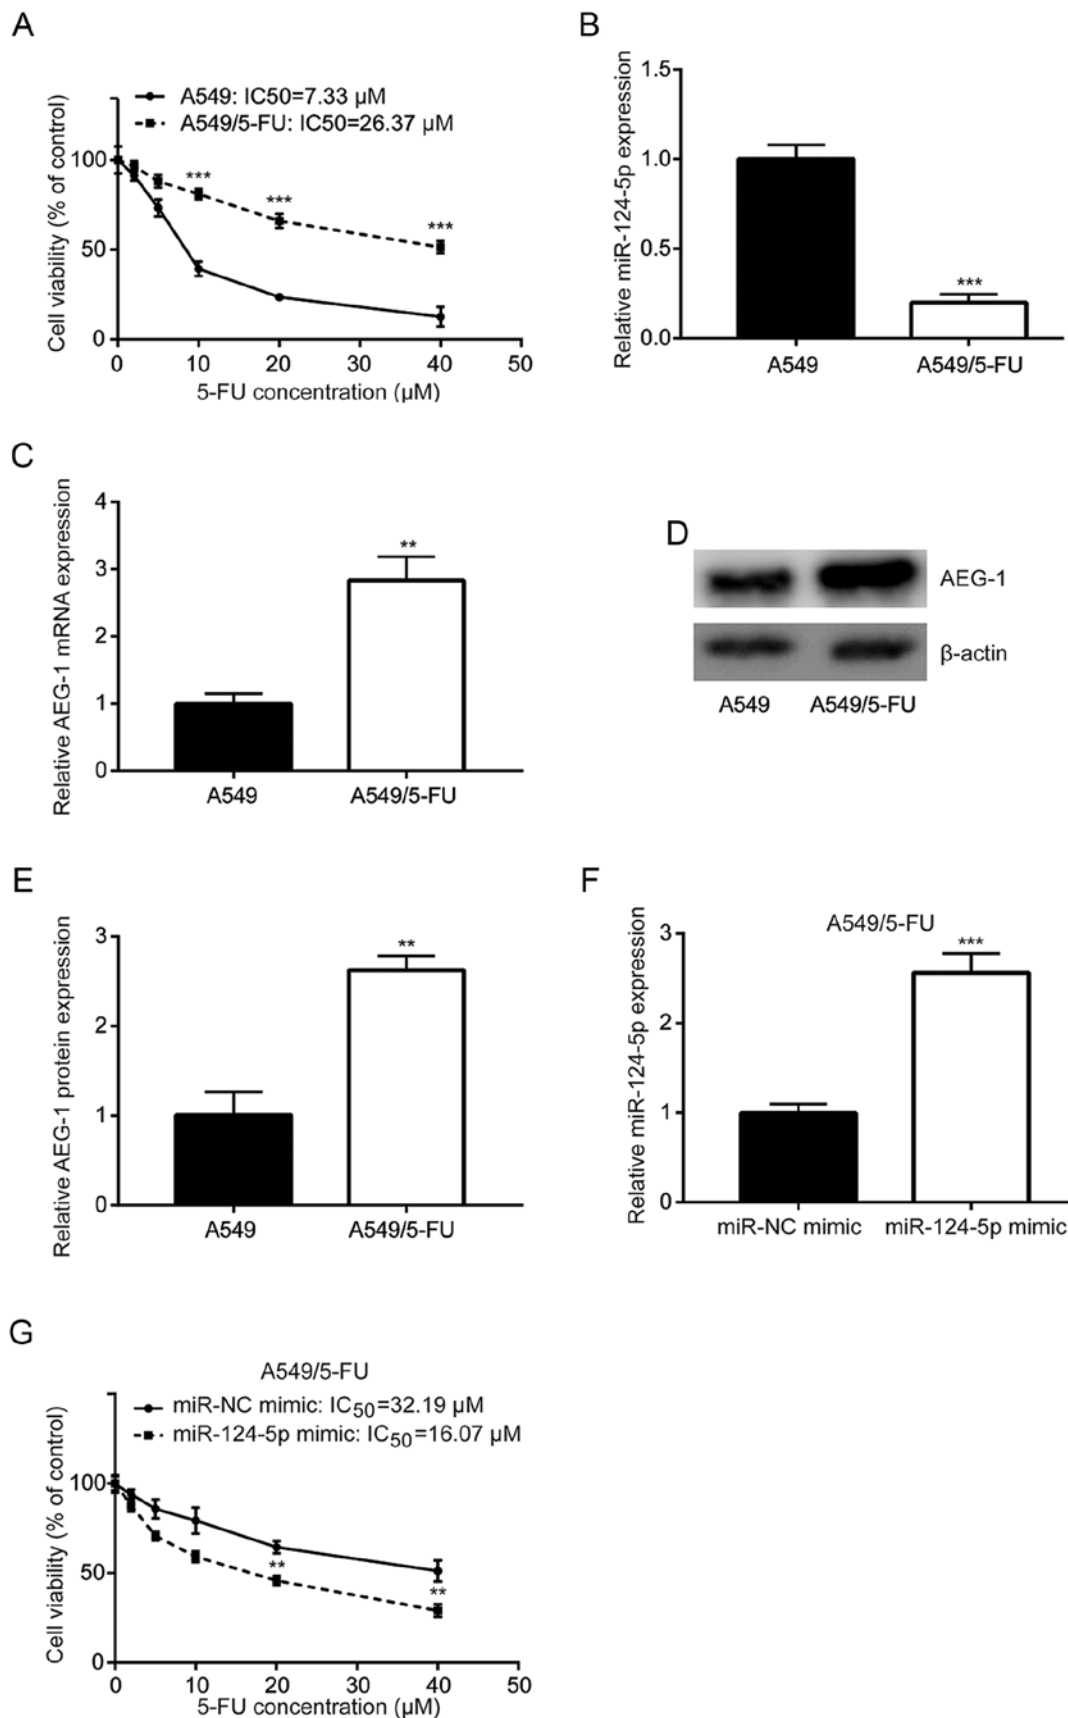 A
A549: IC50=7.33 µM
A549/5-FU: IC50=26.37 µM
Cell viability (% of control)
100
50
0
***
***
***
0 10 20 30 40 50
5-FU concentration (µM)
B
Relative miR-124-5p expression
1.5
1.0
0.5
0.0
***
A549 A549/5-FU
C
Relative AEG-1 mRNA expression
4
3
2
1
0
**
A549 A549/5-FU
D
AEG-1
β-actin
A549 A549/5-FU
E
Relative AEG-1 protein expression
3
2
1
0
**
A549 A549/5-FU
F
A549/5-FU
Relative miR-124-5p expression
3
2
1
0
***
miR-NC mimic miR-124-5p mimic
G
A549/5-FU
miR-NC mimic: IC50=32.19 µM
miR-124-5p mimic: IC50=16.07 µM
Cell viability (% of control)
100
50
0
**
**
0 10 20 30 40 50
5-FU concentration (µM)